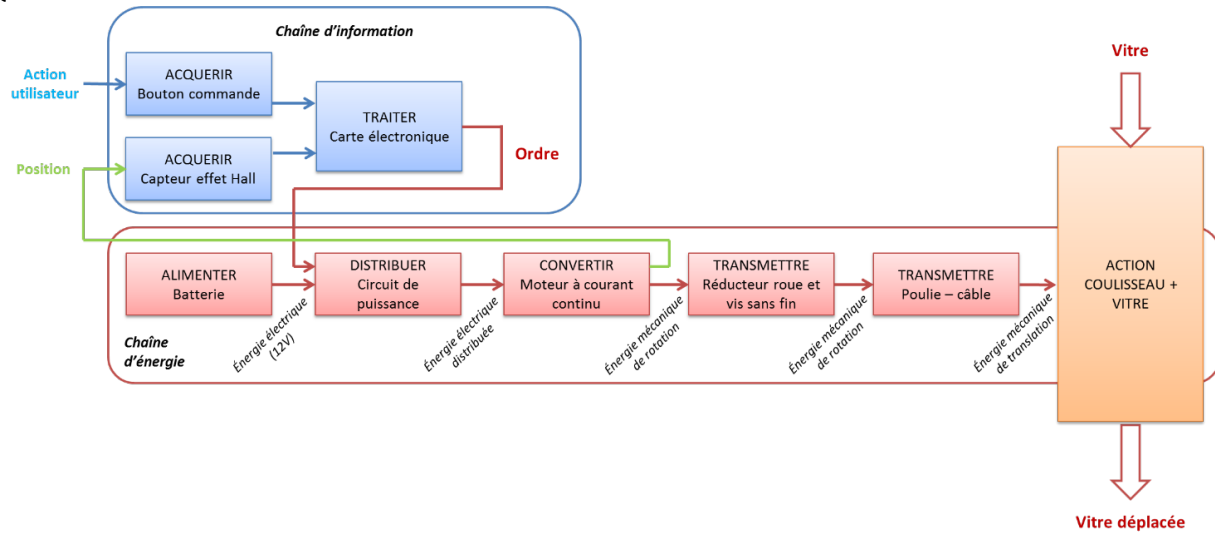 Chaîne d'information
Action
utilisateur
ACQUERIR
Bouton commande
TRAITER
Carte électronique
Position
ACQUERIR
Capteur effet Hall
Ordre
Vitre
ALIMENTER
Batterie
DISTRIBUER
Circuit de
puissance
CONVERTIR
Moteur à courant
continu
TRANSMETTRE
Réducteur roue et
vis sans fin
TRANSMETTRE
Poulie – câble
ACTION
COULISSEAU +
VITRE
Chaîne
d'énergie
Énergie électrique
(12V)
Énergie électrique
distribuée
Énergie mécanique
de rotation
Énergie mécanique
de rotation
Énergie mécanique
de translation
Vitre déplacée